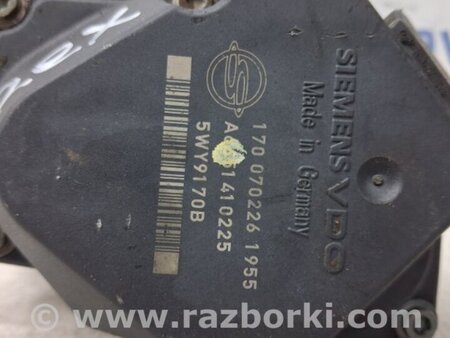 SIEMENS VDO
Made in Germany
170 070226 1955
1410225
5WY9170B
www.razborki.com